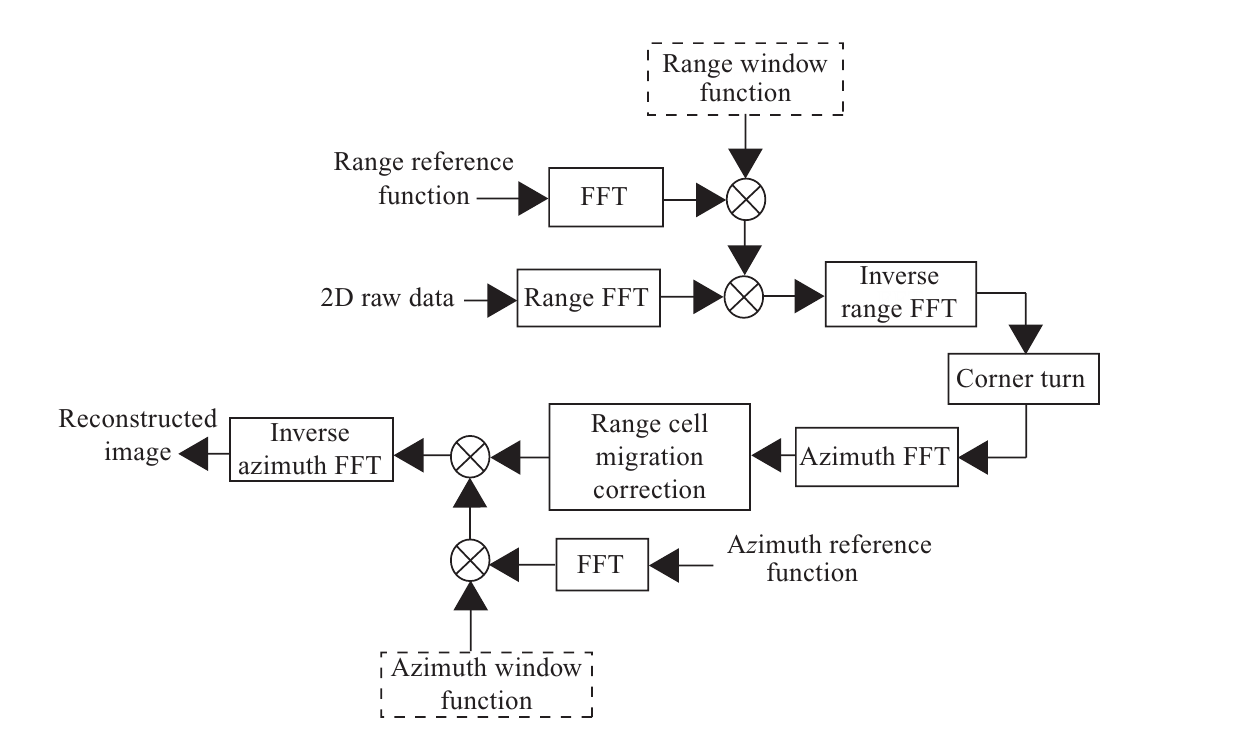 Range window
function
Range reference
function
FFT
2D raw data
Range FFT
Inverse
range FFT
Corner turn
Reconstructed
image
Inverse
azimuth FFT
Range cell
migration
correction
Azimuth FFT
FFT
Azimuth reference
function
Azimuth window
function